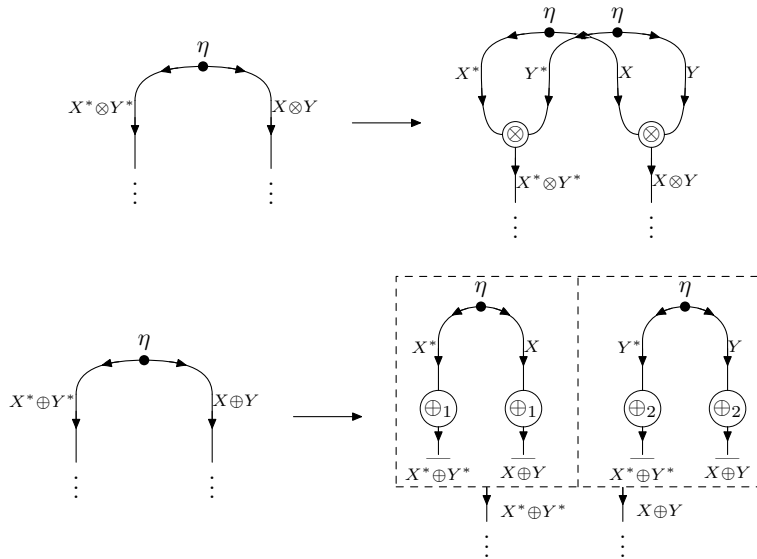 η
X* ⊗ Y*
X ⊗ Y
⋮
⋮
η
η
X*
Y*
X
Y
⊗
⊗
X* ⊗ Y*
X ⊗ Y
⋮
⋮
η
X* ⊕ Y*
X ⊕ Y
⋮
⋮
η
η
X*
X
Y*
Y
⊕₁
⊕₁
⊕₂
⊕₂
X* ⊕ Y*
X ⊕ Y
X* ⊕ Y*
X ⊕ Y
X* ⊕ Y*
X ⊕ Y
⋮
⋮